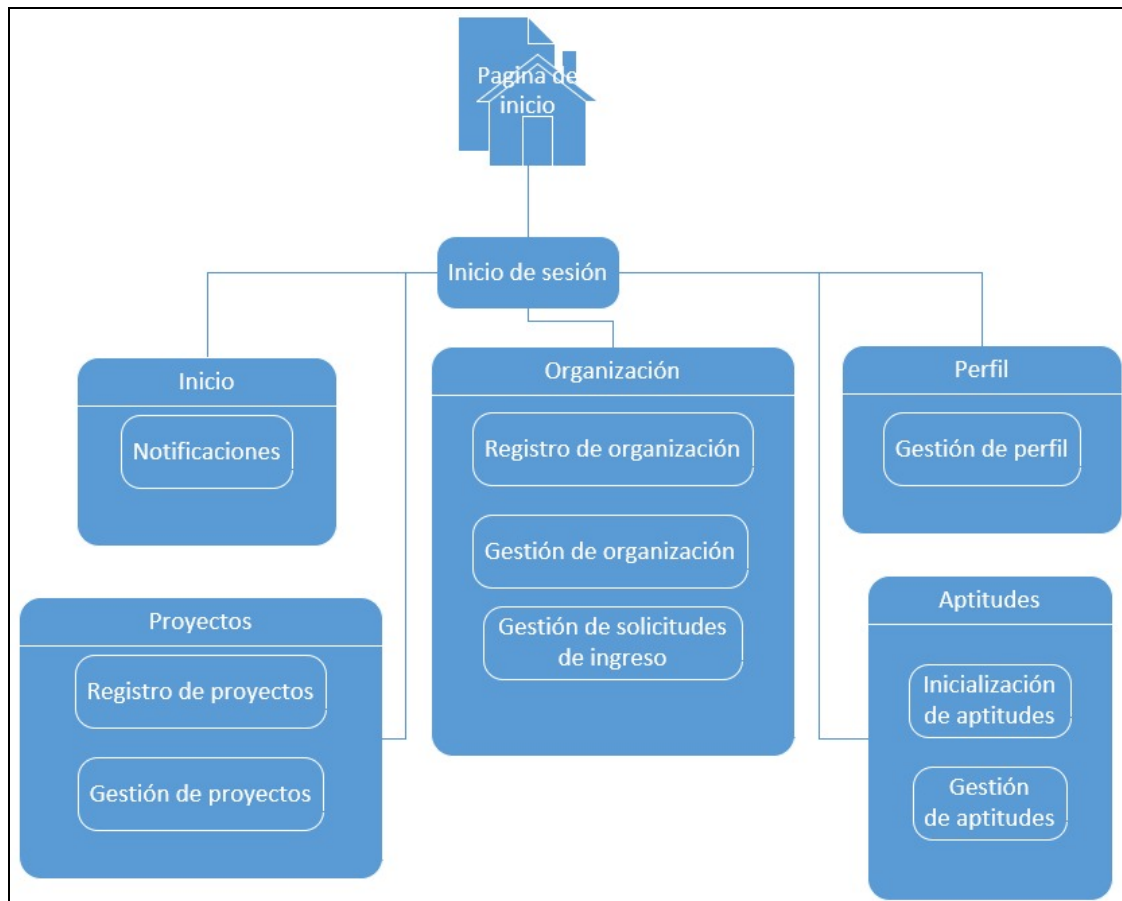 Pagina de
inicio
Inicio de sesión
Inicio
Notificaciones
Organización
Registro de organización
Gestión de organización
Gestión de solicitudes
de ingreso
Perfil
Gestión de perfil
Proyectos
Registro de proyectos
Gestión de proyectos
Aptitudes
Inicialización
de aptitudes
Gestión
de aptitudes